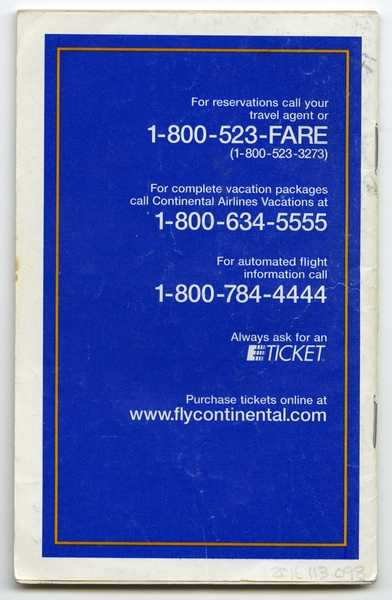 For reservations call your
travel agent or
1-800-523-FARE
(1-800-523-3273)
For complete vacation packages
call Continental Airlines Vacations at
1-800-634-5555
For automated flight
information call
1-800-784-4444
Always ask for an
ETICKET
Purchase tickets online at
www.flycontinental.com
2016.113.098